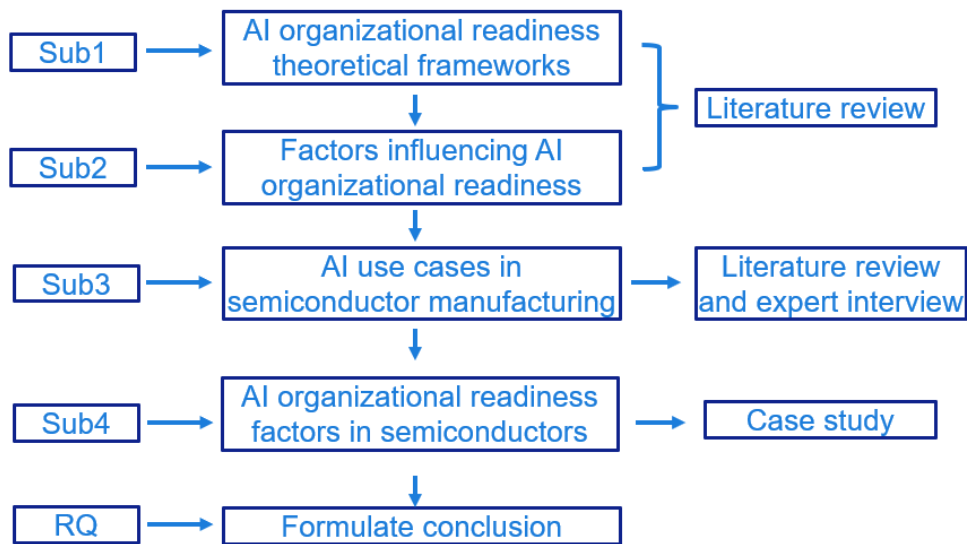 Sub1
AI organizational readiness
theoretical frameworks
Literature review
Sub2
Factors influencing AI
organizational readiness
Sub3
AI use cases in
semiconductor manufacturing
Literature review
and expert interview
Sub4
AI organizational readiness
factors in semiconductors
Case study
RQ
Formulate conclusion